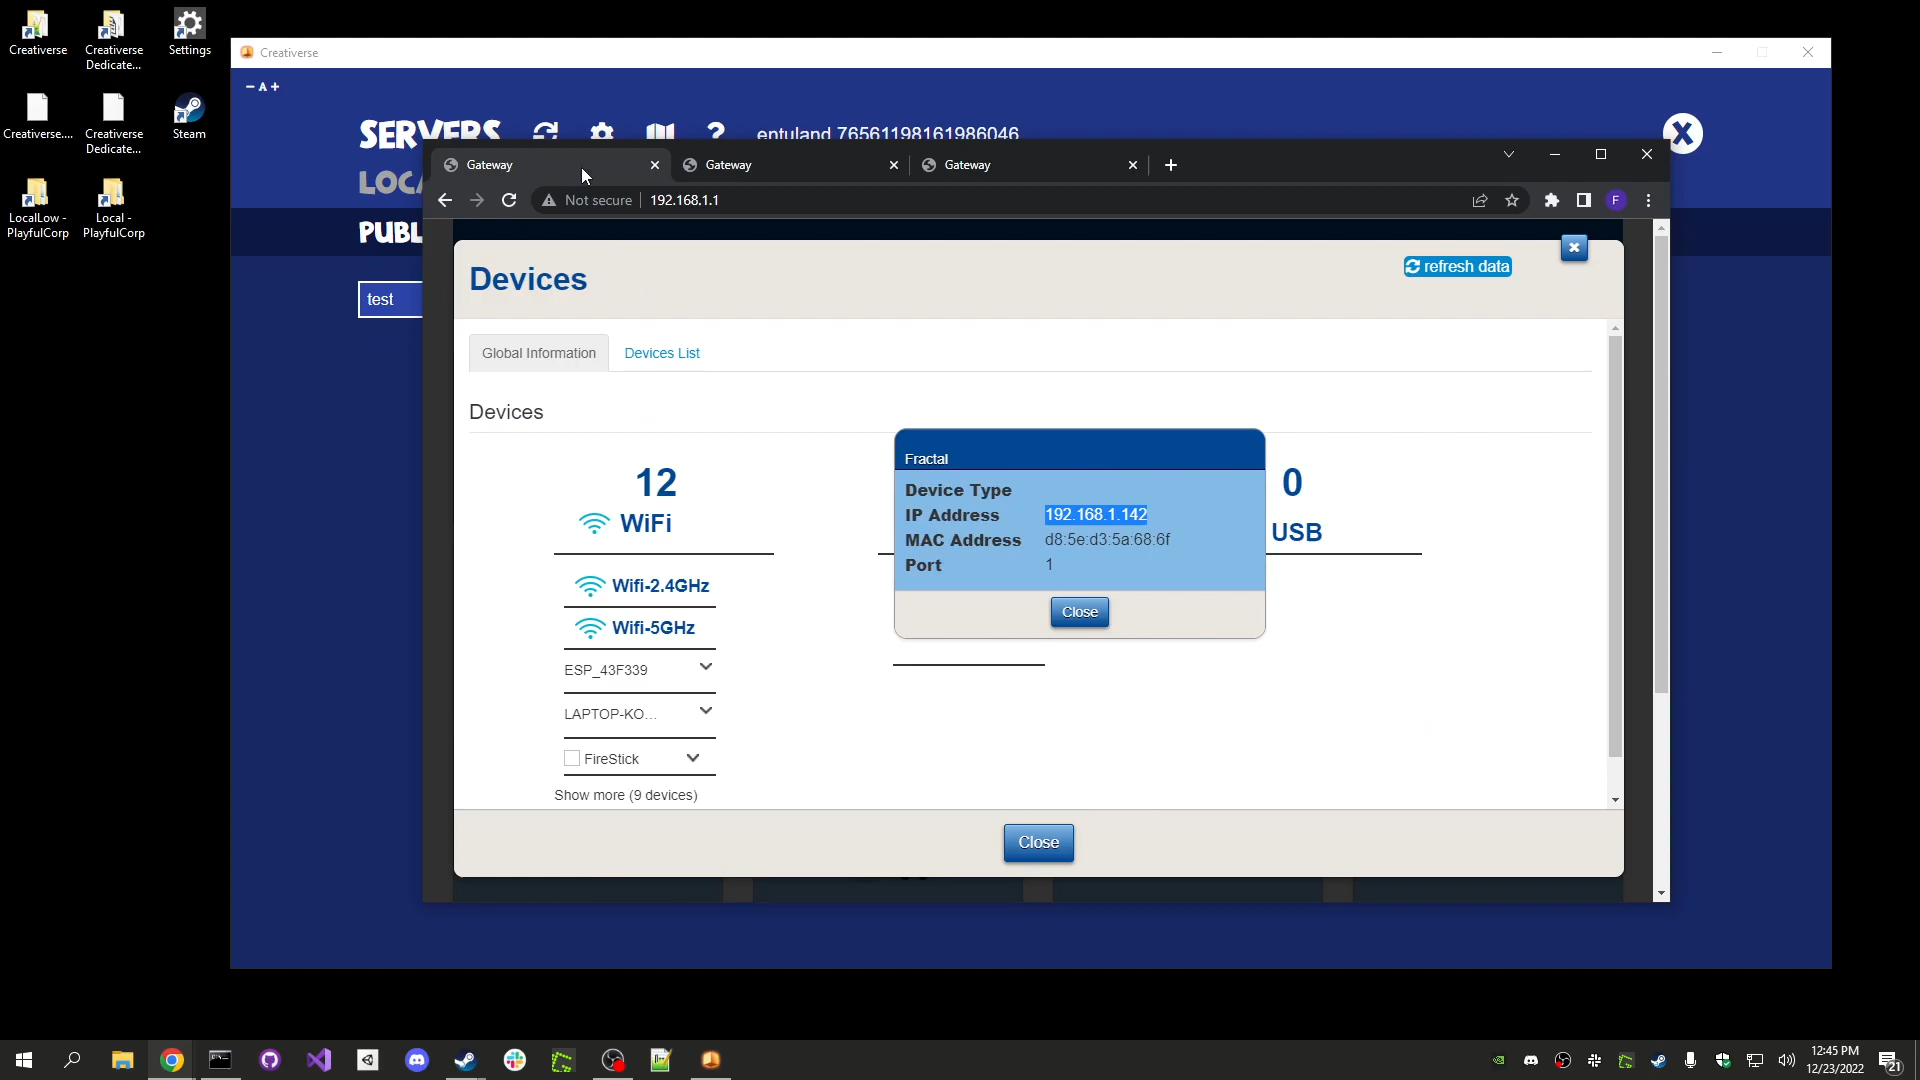 Creativerse
Creativerse
Dedicate...
Settings
Creativerse....
Creativerse
Dedicate...
Steam
LocalLow -
PlayfulCorp
Local -
PlayfulCorp
Creativerse
− A +
SERVERS
?
entuland 76561198161986046
X
LOCA
PUBL
test
Gateway
Gateway
Gateway
Not secure
192.168.1.1
F
Devices
refresh data
Global Information
Devices List
Devices
12
WiFi
Wifi-2.4GHz
Wifi-5GHz
ESP_43F339
LAPTOP-KO...
FireStick
Show more (9 devices)
Fractal
Device Type
IP Address 192.168.1.142
MAC Address d8:5e:d3:5a:68:6f
Port 1
Close
0
USB
Close
12:45 PM
12/23/2022
21